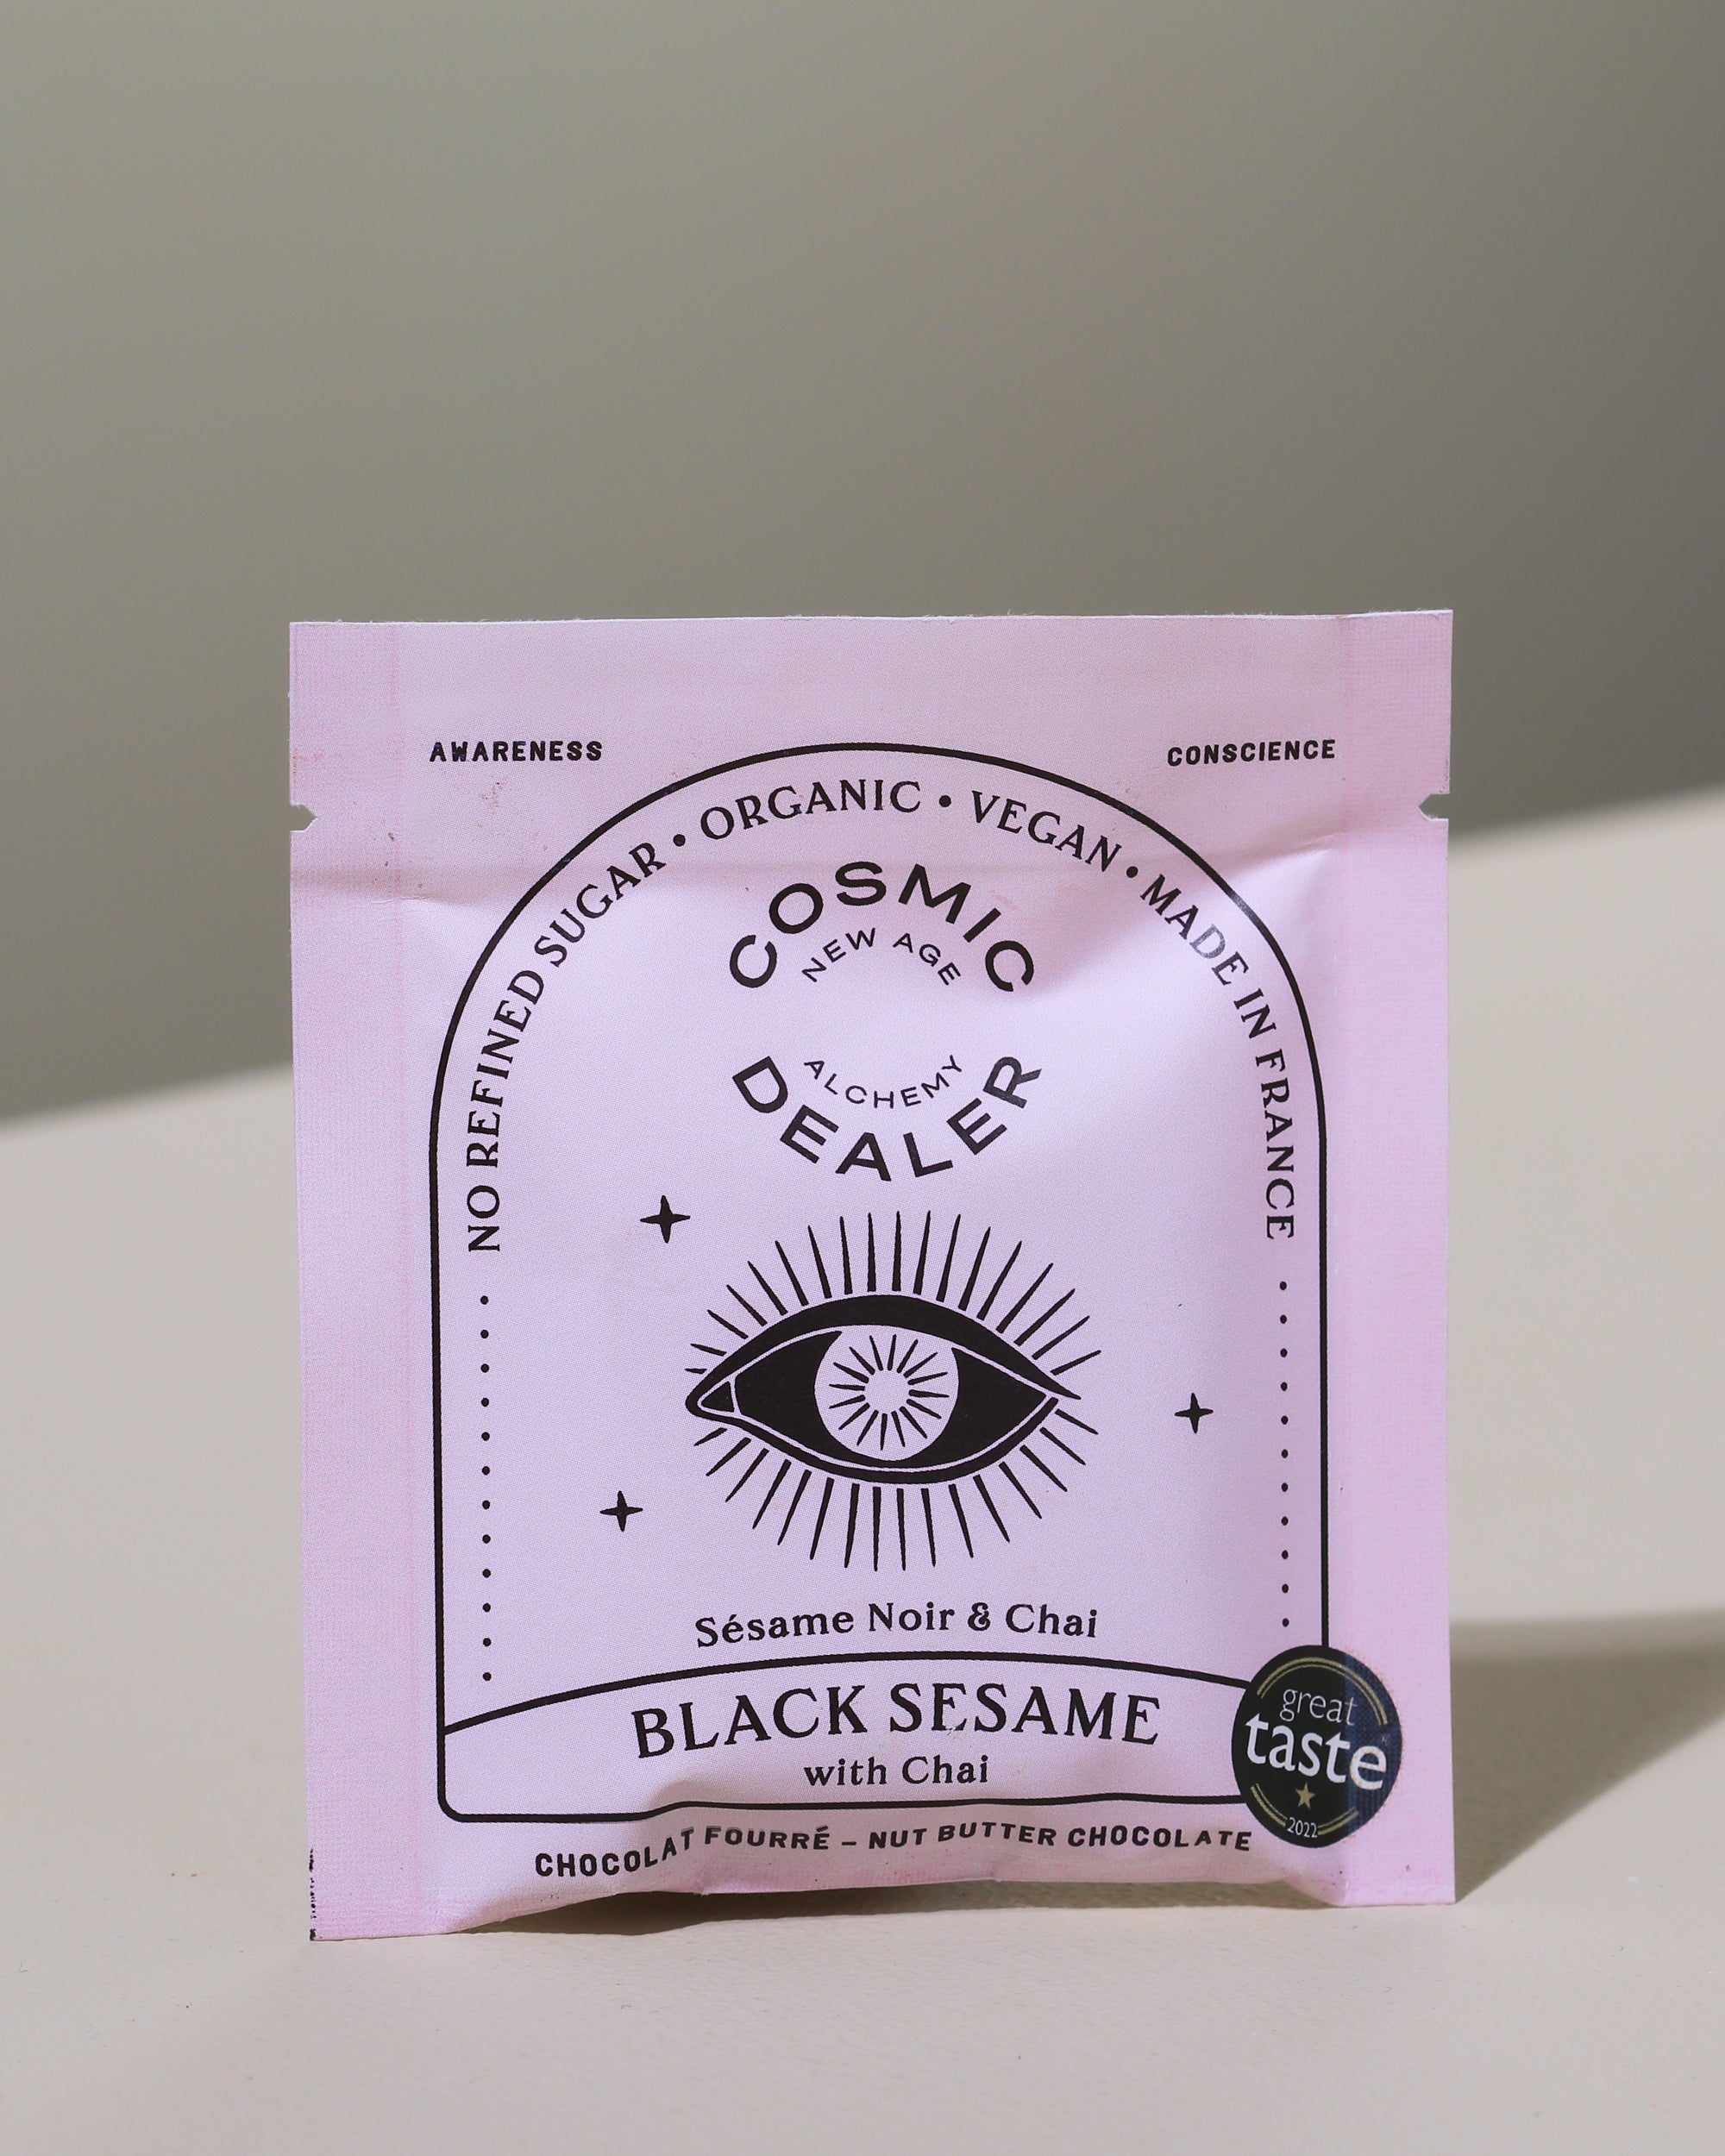 AWARENESS
CONSCIENCE
NO REFINED SUGAR • ORGANIC • VEGAN • MADE IN FRANCE
COSMIC
NEW AGE
ALCHEMY
DEALER
Sésame Noir & Chai
BLACK SESAME
with Chai
great
taste
2022
CHOCOLAT FOURRÉ – NUT BUTTER CHOCOLATE